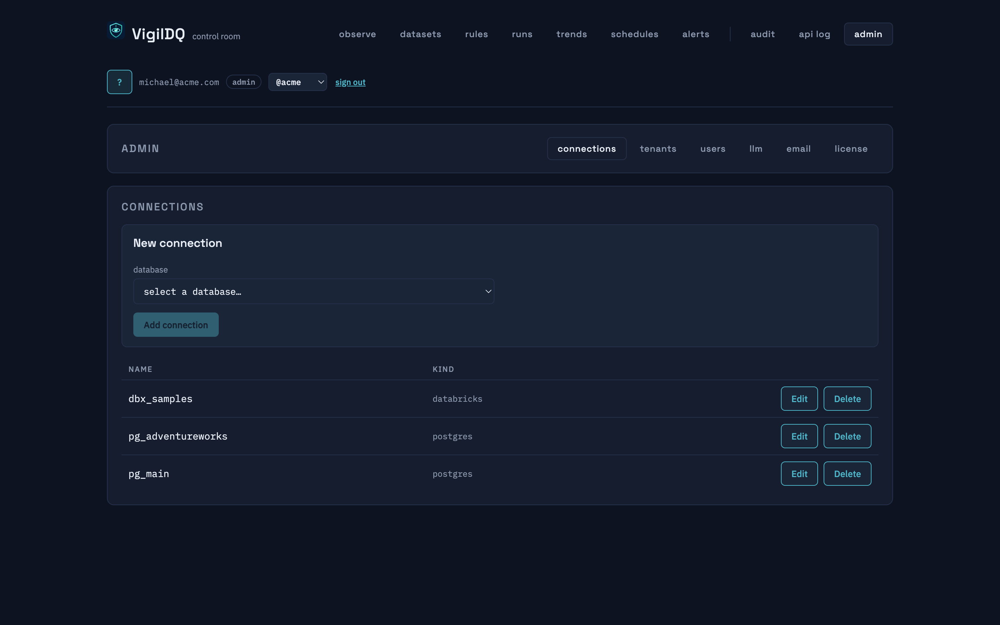 VigilDQ control room observe datasets rules runs trends schedules alerts audit api log admin
? michael@acme.com admin @acme sign out
ADMIN connections tenants users llm email license
CONNECTIONS
New connection
database
select a database…
Add connection
NAME KIND
dbx_samples databricks Edit Delete
pg_adventureworks postgres Edit Delete
pg_main postgres Edit Delete